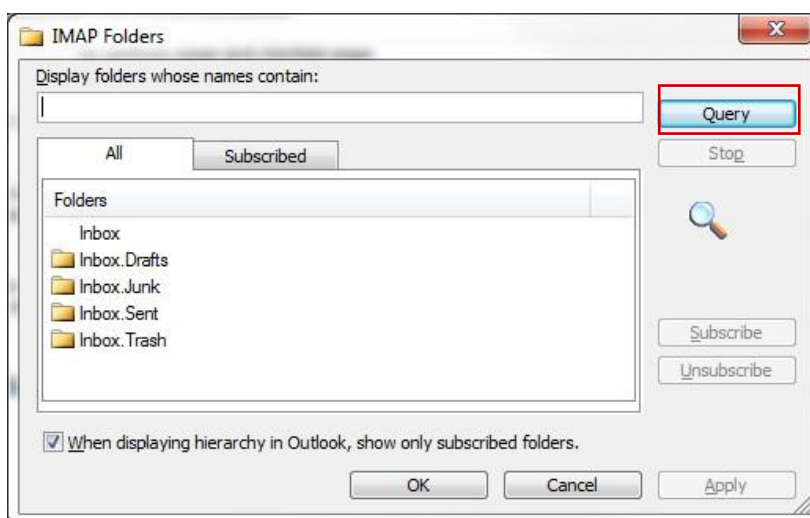 IMAP Folders
Display folders whose names contain:
Query
All
Subscribed
Stop
Folders
Inbox
Inbox.Drafts
Inbox.Junk
Inbox.Sent
Inbox.Trash
Subscribe
Unsubscribe
When displaying hierarchy in Outlook, show only subscribed folders.
OK
Cancel
Apply